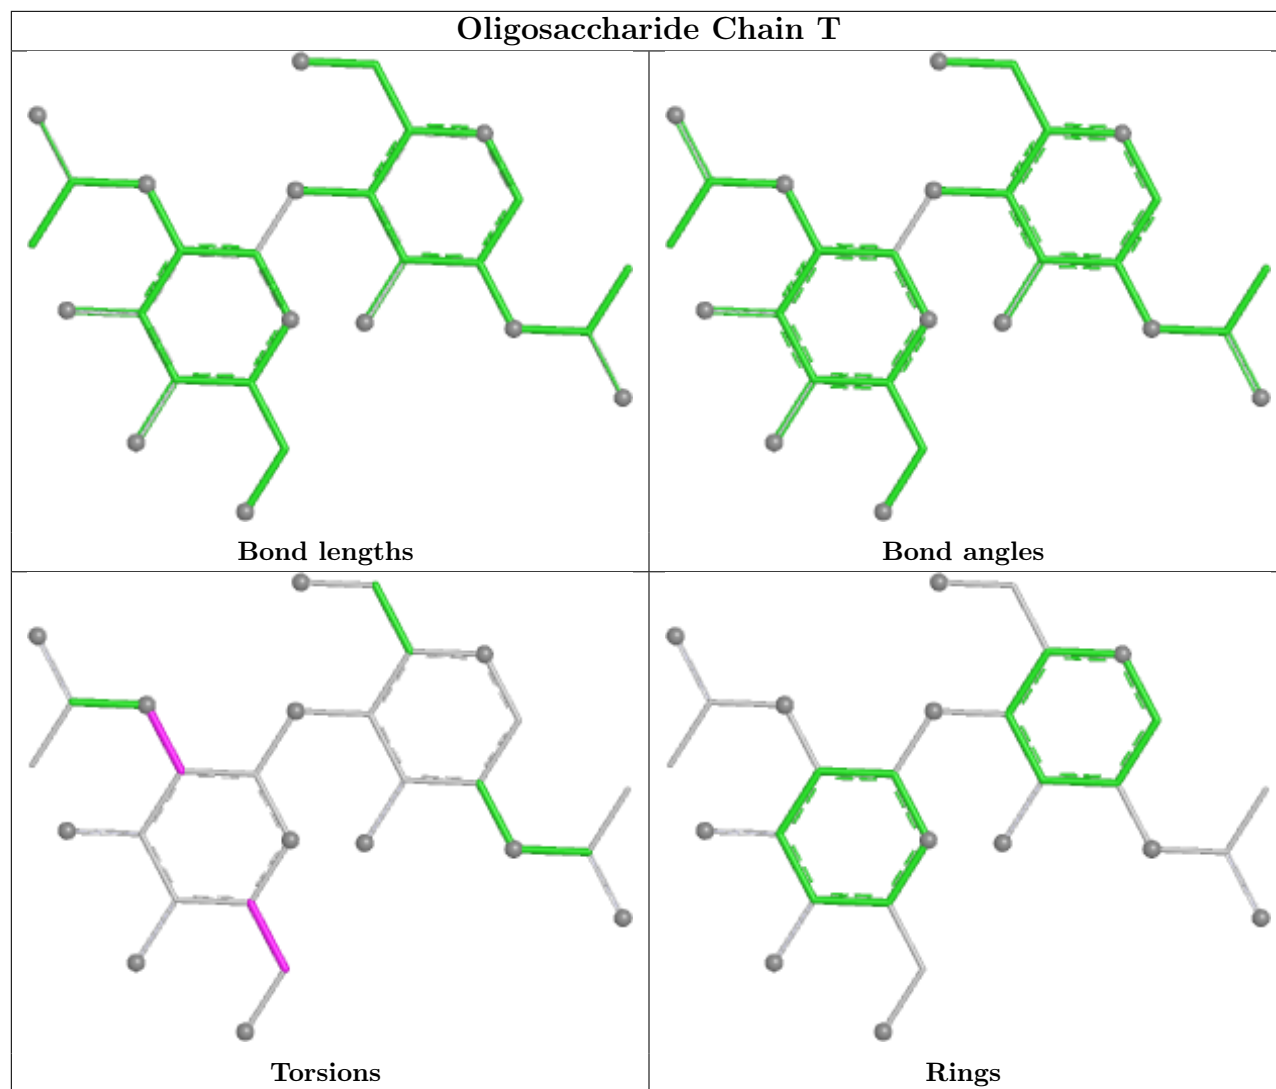 Oligosaccharide Chain T
Bond lengths
Bond angles
Torsions
Rings